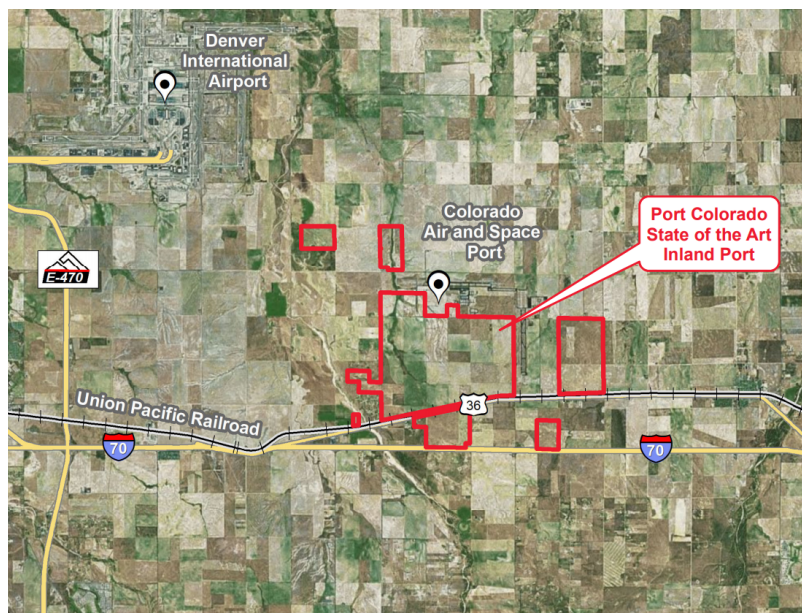 Denver
International
Airport
Colorado
Air and Space
Port
Port Colorado
State of the Art
Inland Port
E-470
Union Pacific Railroad
36
70
70